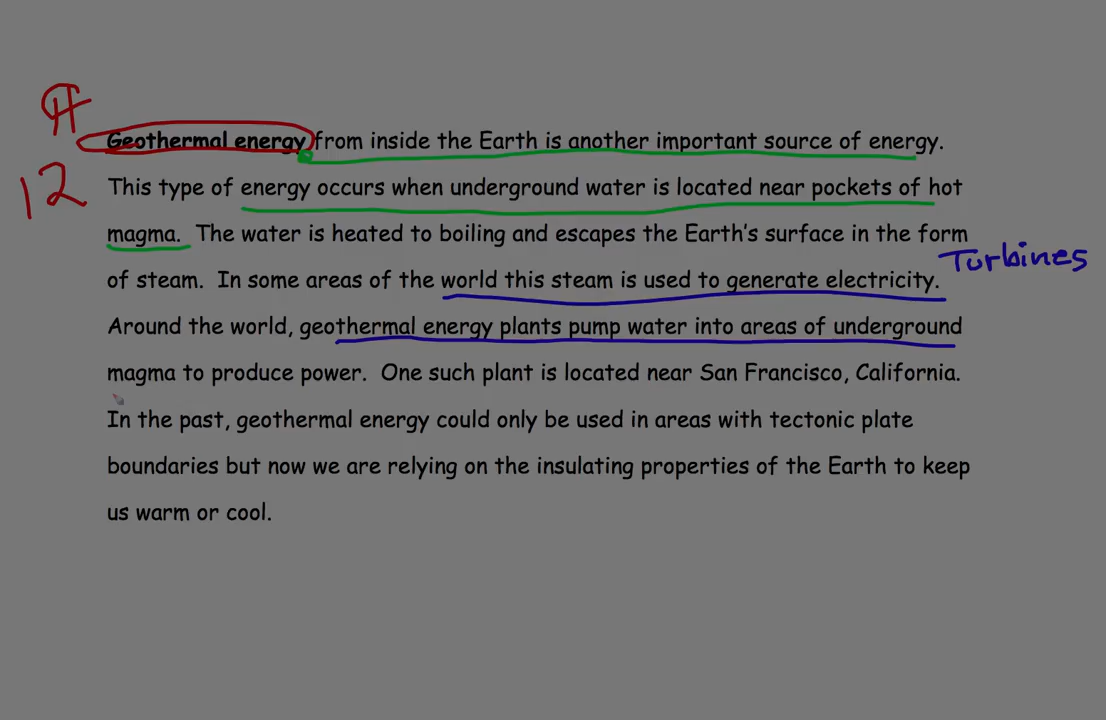 ¶
Geothermal energy from inside the Earth is another important source of energy.
12
This type of energy occurs when underground water is located near pockets of hot
magma. The water is heated to boiling and escapes the Earth's surface in the form
Turbines
of steam. In some areas of the world this steam is used to generate electricity.
Around the world, geothermal energy plants pump water into areas of underground
magma to produce power. One such plant is located near San Francisco, California.
In the past, geothermal energy could only be used in areas with tectonic plate
boundaries but now we are relying on the insulating properties of the Earth to keep
us warm or cool.